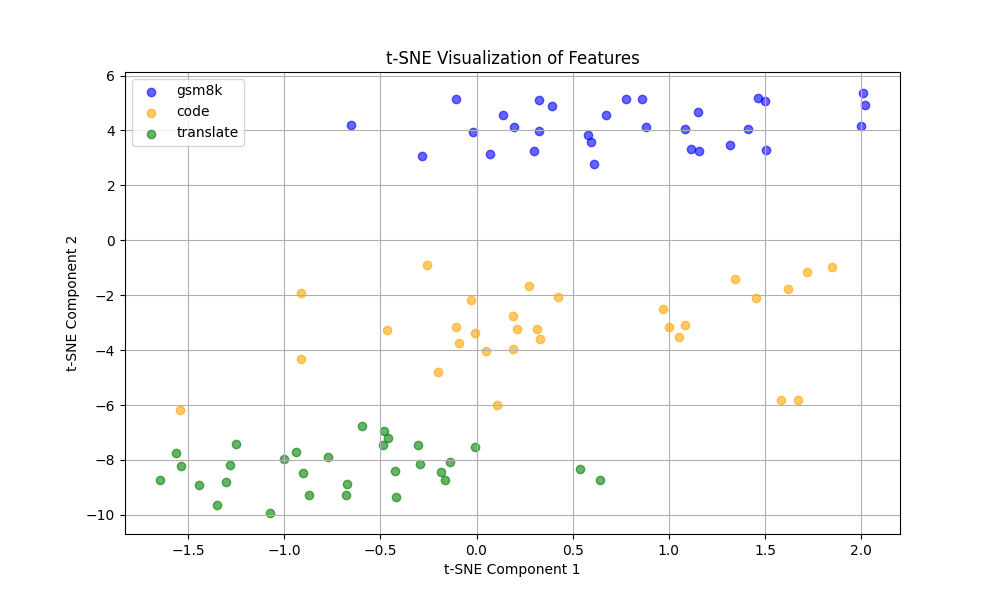 t-SNE Visualization of Features
gsm8k
code
translate
t-SNE Component 2
6
4
2
0
−2
−4
−6
−8
−10
−1.5 −1.0 −0.5 0.0 0.5 1.0 1.5 2.0
t-SNE Component 1